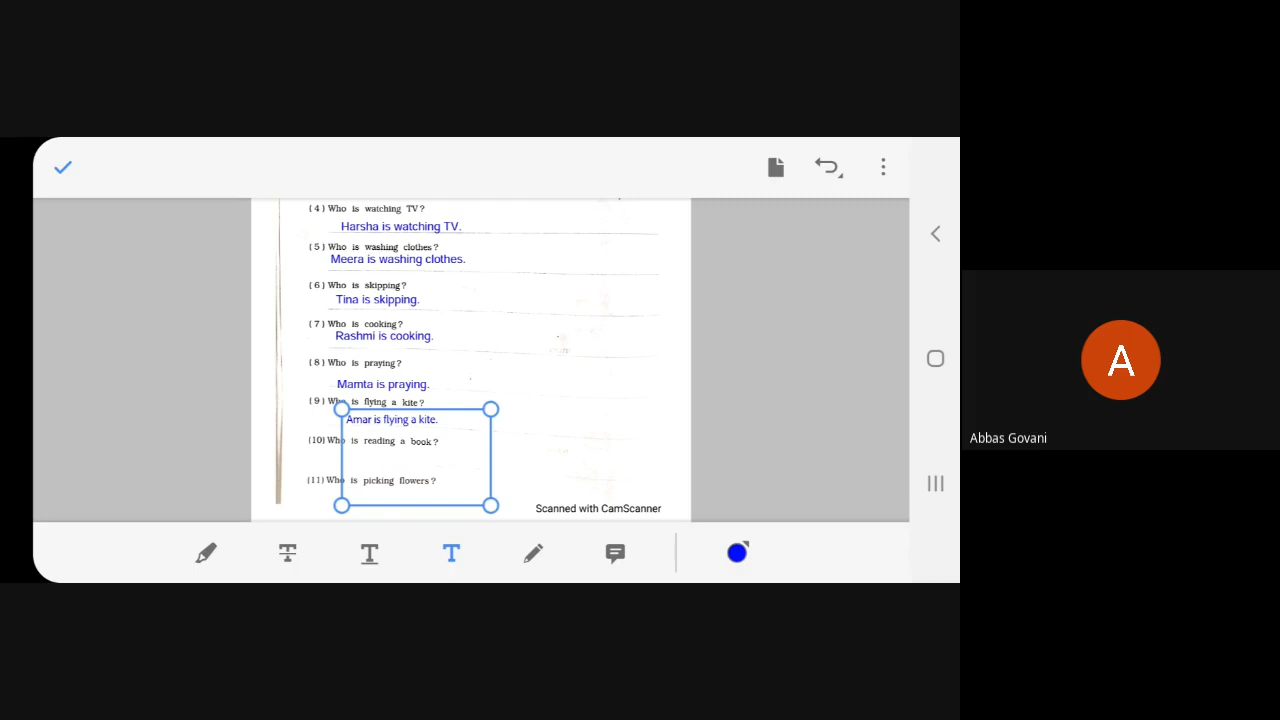 (4) Who is watching TV?
Harsha is watching TV.
(5) Who is washing clothes?
Meera is washing clothes.
(6) Who is skipping?
Tina is skipping.
(7) Who is cooking?
Rashmi is cooking.
(8) Who is praying?
Mamta is praying.
(9) Who is flying a kite?
Amar is flying a kite.
(10) Who is reading a book?
(11) Who is picking flowers?
Scanned with CamScanner
T
T
T
A
Abbas Govani